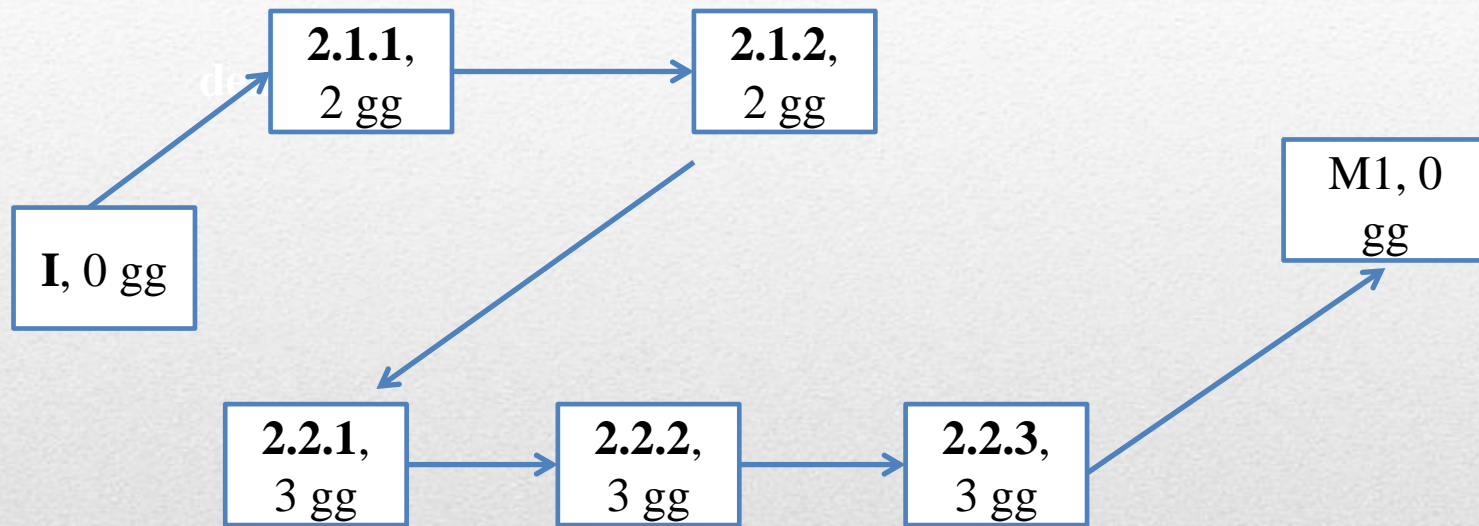 2.1.1,
2 gg
2.1.2,
2 gg
de
M1, 0
gg
I, 0 gg
2.2.1,
3 gg
2.2.2,
3 gg
2.2.3,
3 gg